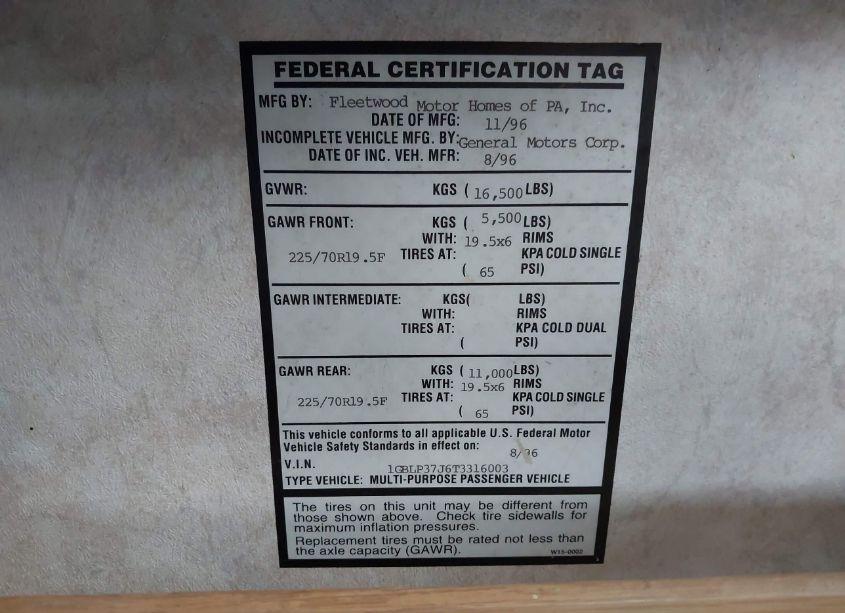 FEDERAL CERTIFICATION TAG
MFG BY: Fleetwood Motor Homes of PA, Inc.
DATE OF MFG: 11/96
INCOMPLETE VEHICLE MFG. BY: General Motors Corp.
DATE OF INC. VEH. MFR: 8/96
GVWR: KGS ( 16,500 LBS)
GAWR FRONT: KGS ( 5,500 LBS)
WITH: 19.5x6 RIMS
225/70R19.5F TIRES AT: KPA COLD SINGLE
( 65 PSI)
GAWR INTERMEDIATE: KGS( LBS)
WITH: RIMS
TIRES AT: KPA COLD DUAL
( PSI)
GAWR REAR: KGS ( 11,000 LBS)
WITH: 19.5x6 RIMS
225/70R19.5F TIRES AT: KPA COLD SINGLE
( 65 PSI)
This vehicle conforms to all applicable U.S. Federal Motor
Vehicle Safety Standards in effect on: 8/96
V.I.N. 1GBLP37J6T3316003
TYPE VEHICLE: MULTI-PURPOSE PASSENGER VEHICLE
The tires on this unit may be different from
those shown above. Check tire sidewalls for
maximum inflation pressures.
Replacement tires must be rated not less than
the axle capacity (GAWR). W15-0002